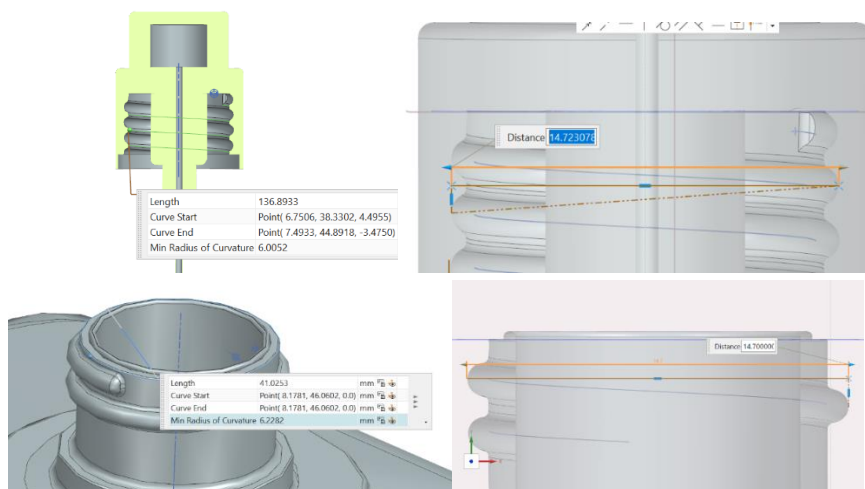 Distance 14.723078
Length 136.8933
Curve Start Point( 6.7506, 38.3302, 4.4955)
Curve End Point( 7.4933, 44.8918, -3.4750)
Min Radius of Curvature 6.0052
Distance 14.70000(
Length 41.0253 mm
Curve Start Point( 8.1781, 46.0602, 0.0) mm
Curve End Point( 8.1781, 46.0602, 0.0) mm
Min Radius of Curvature 6.2282 mm